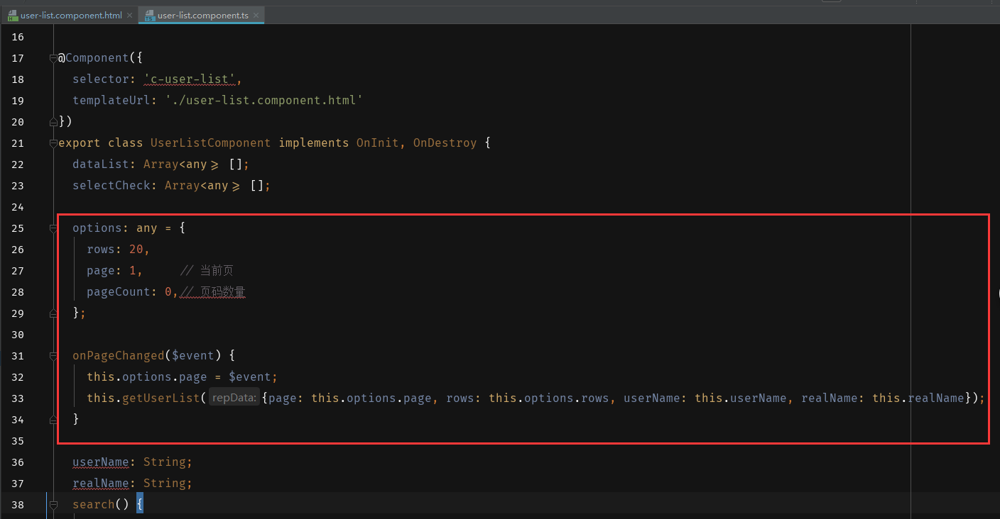 user-list.component.html
user-list.component.ts
16
17 @Component({
18 selector: 'c-user-list',
19 templateUrl: './user-list.component.html'
20 })
21 export class UserListComponent implements OnInit, OnDestroy {
22 dataList: Array<any>= [];
23 selectCheck: Array<any>= [];
24
25 options: any = {
26 rows: 20,
27 page: 1, // 当前页
28 pageCount: 0,// 页码数量
29 };
30
31 onPageChanged($event) {
32 this.options.page = $event;
33 this.getUserList( repData: {page: this.options.page, rows: this.options.rows, userName: this.userName, realName: this.realName});
34 }
35
36 userName: String;
37 realName: String;
38 search() {